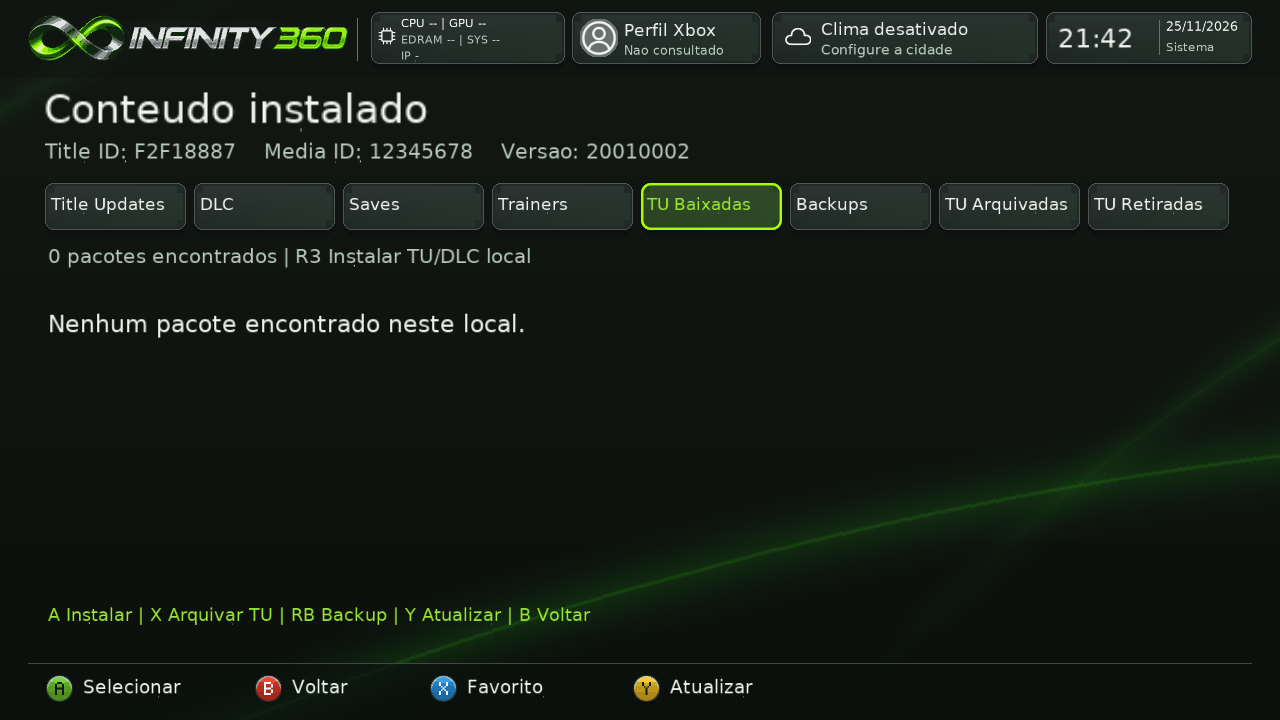 INFINITY 360
CPU -- | GPU --
EDRAM -- | SYS --
IP -
Perfil Xbox
Nao consultado
Clima desativado
Configure a cidade
21:42
25/11/2026
Sistema
Conteudo instalado
Title ID: F2F18887 Media ID: 12345678 Versao: 20010002
Title Updates
DLC
Saves
Trainers
TU Baixadas
Backups
TU Arquivadas
TU Retiradas
0 pacotes encontrados | R3 Instalar TU/DLC local
Nenhum pacote encontrado neste local.
A Instalar | X Arquivar TU | RB Backup | Y Atualizar | B Voltar
A Selecionar
B Voltar
X Favorito
Y Atualizar